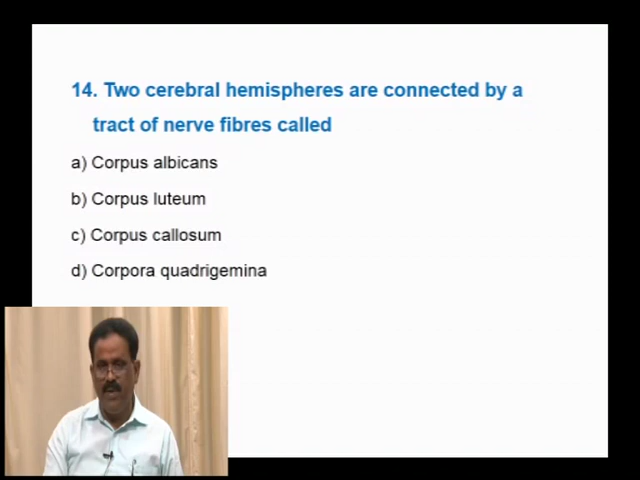 14. Two cerebral hemispheres are connected by a
tract of nerve fibres called
a) Corpus albicans
b) Corpus luteum
c) Corpus callosum
d) Corpora quadrigemina